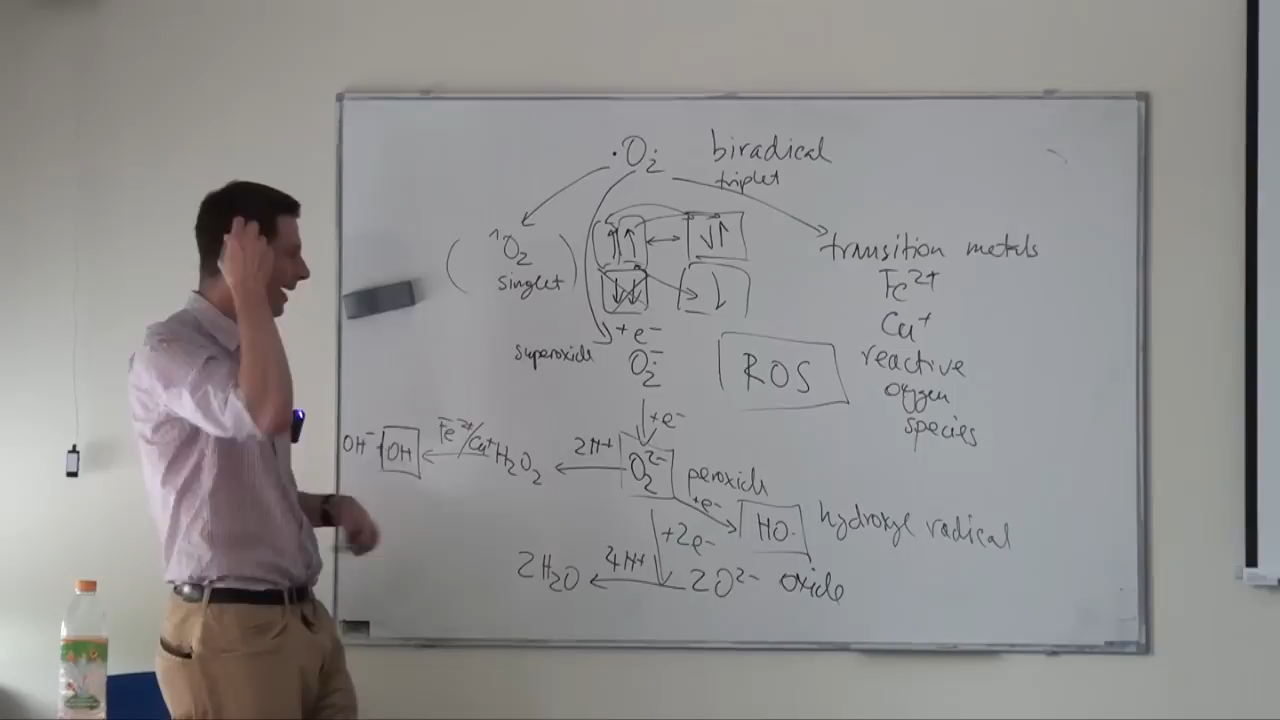 ·O₂· biradical
triplet
¹O₂
singlet
↑↑ ↔ ↓↑
↓↓ ↓
transition metals
Fe²⁺
Cu⁺
reactive
oxygen
species
ROS
+ e⁻
superoxide
O₂·⁻
+e⁻
OH⁻ ·OH ← Fe²⁺/Cu⁺ H₂O₂ ← 2H⁺ O₂²⁻ peroxide
+e⁻
HO· hydroxyl radical
+2e⁻
2H₂O ← 4H⁺ 2O²⁻ oxide